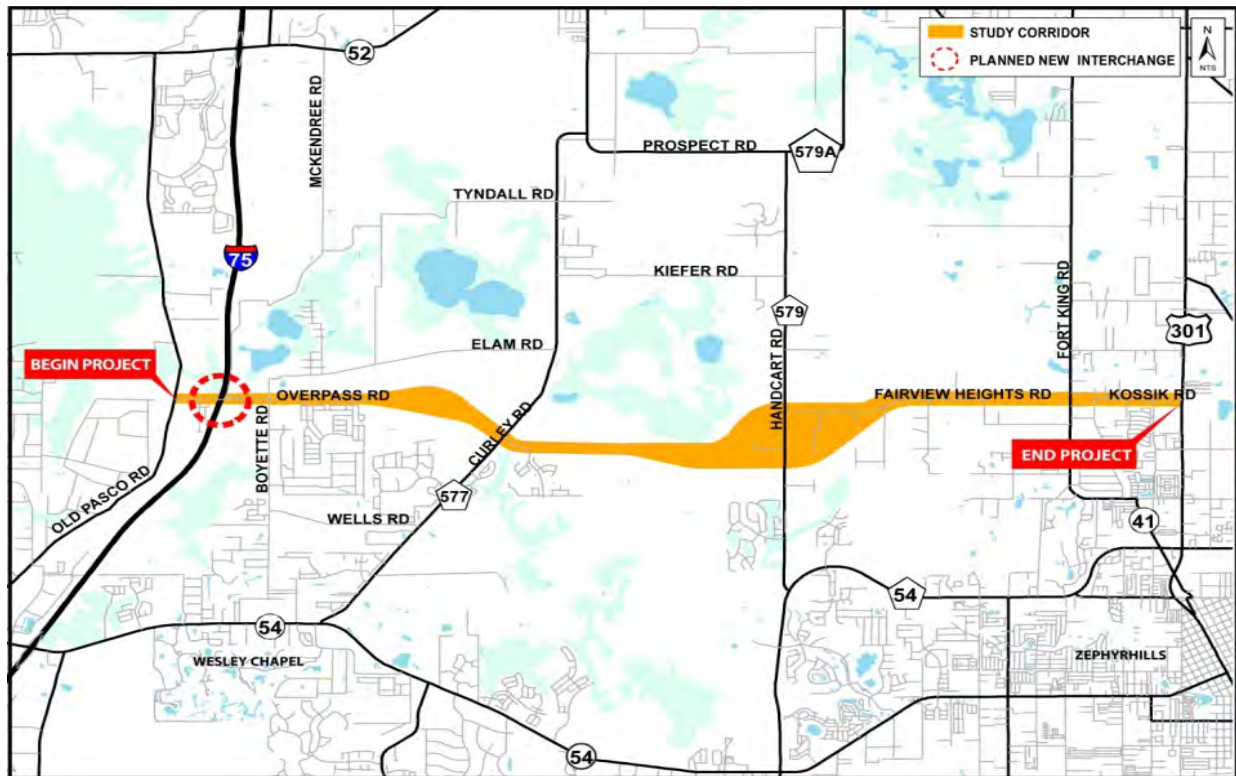 STUDY CORRIDOR
PLANNED NEW INTERCHANGE
N
NTS
52
MCKENDREE RD
PROSPECT RD
579A
TYNDALL RD
75
KIEFER RD
579
FORT KING RD
301
ELAM RD
BEGIN PROJECT
OVERPASS RD
HANDCART RD
FAIRVIEW HEIGHTS RD
KOSSIK RD
BOYETTE RD
CURLEY RD
END PROJECT
OLD PASCO RD
577
WELLS RD
41
54
54
WESLEY CHAPEL
ZEPHYRHILLS
54